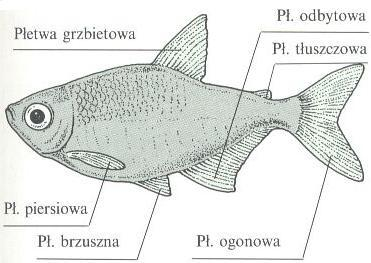 Płetwa grzbietowa
Pł. odbytowa
Pł. tłuszczowa
Pł. piersiowa
Pł. brzuszna
Pł. ogonowa